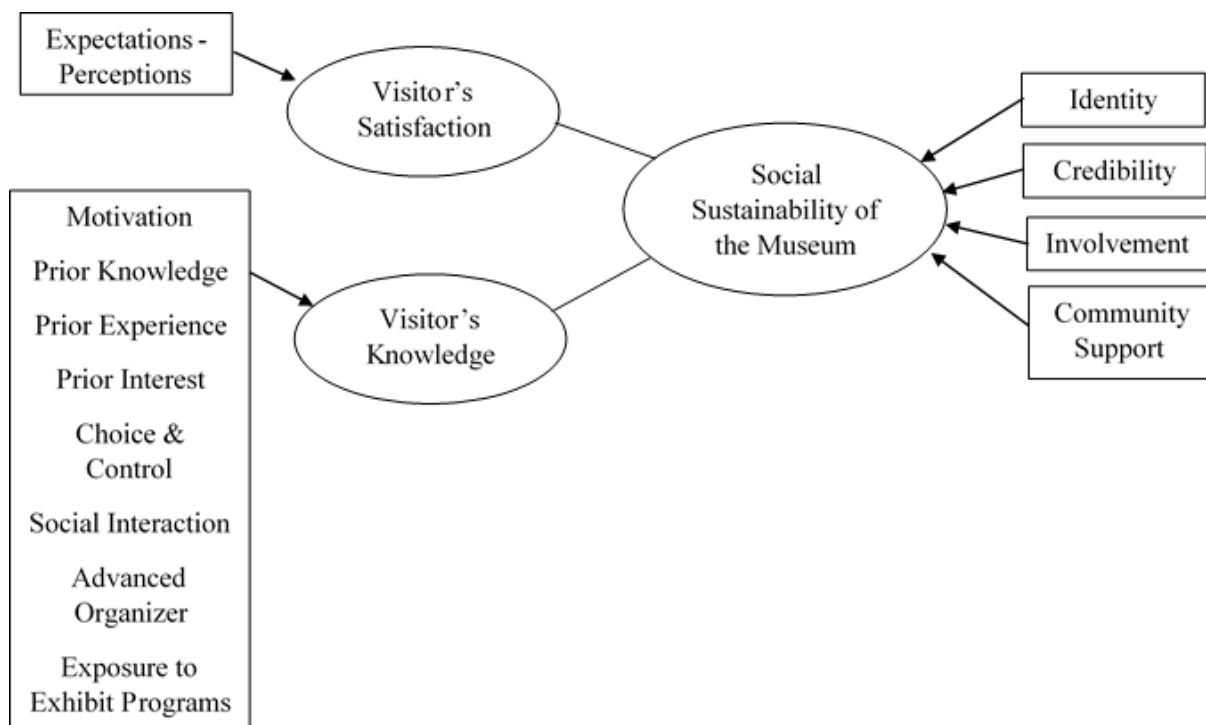 Expectations -
Perceptions
Visitor's
Satisfaction
Motivation
Prior Knowledge
Prior Experience
Prior Interest
Choice &
Control
Social Interaction
Advanced
Organizer
Exposure to
Exhibit Programs
Visitor's
Knowledge
Social
Sustainability of
the Museum
Identity
Credibility
Involvement
Community
Support